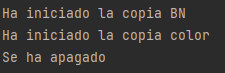 Ha iniciado la copia BN
Ha iniciado la copia color
Se ha apagado